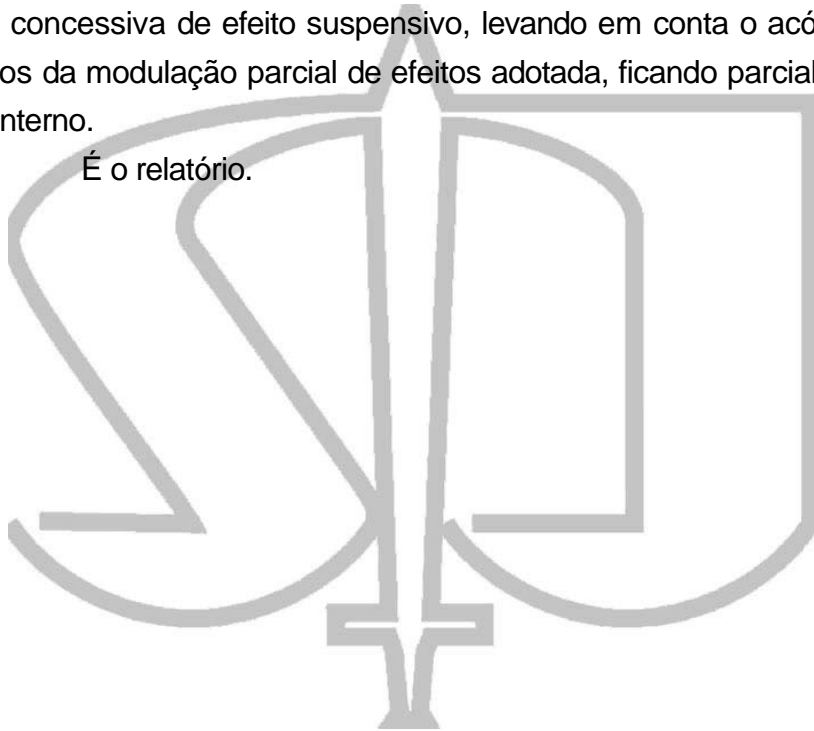 concessiva de efeito suspensivo, levando em conta o acó
os da modulação parcial de efeitos adotada, ficando parcial
nterno.
É o relatório.